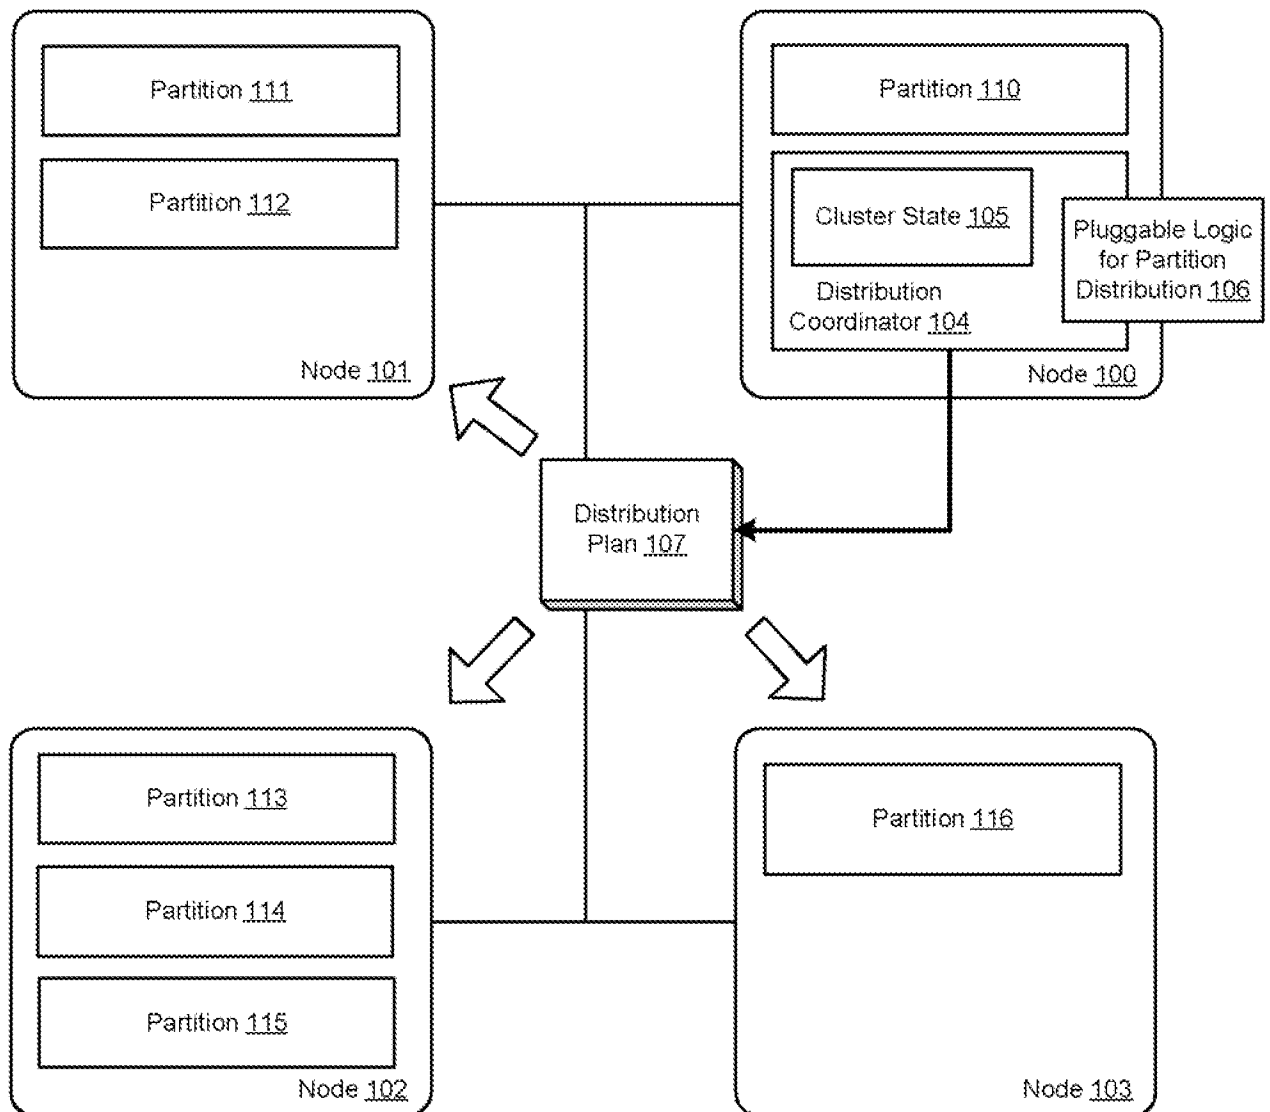 Partition 111
Partition 112
Node 101
Partition 110
Cluster State 105
Distribution
Coordinator 104
Pluggable Logic
for Partition
Distribution 106
Node 100
Distribution
Plan 107
Partition 113
Partition 114
Partition 115
Node 102
Partition 116
Node 103